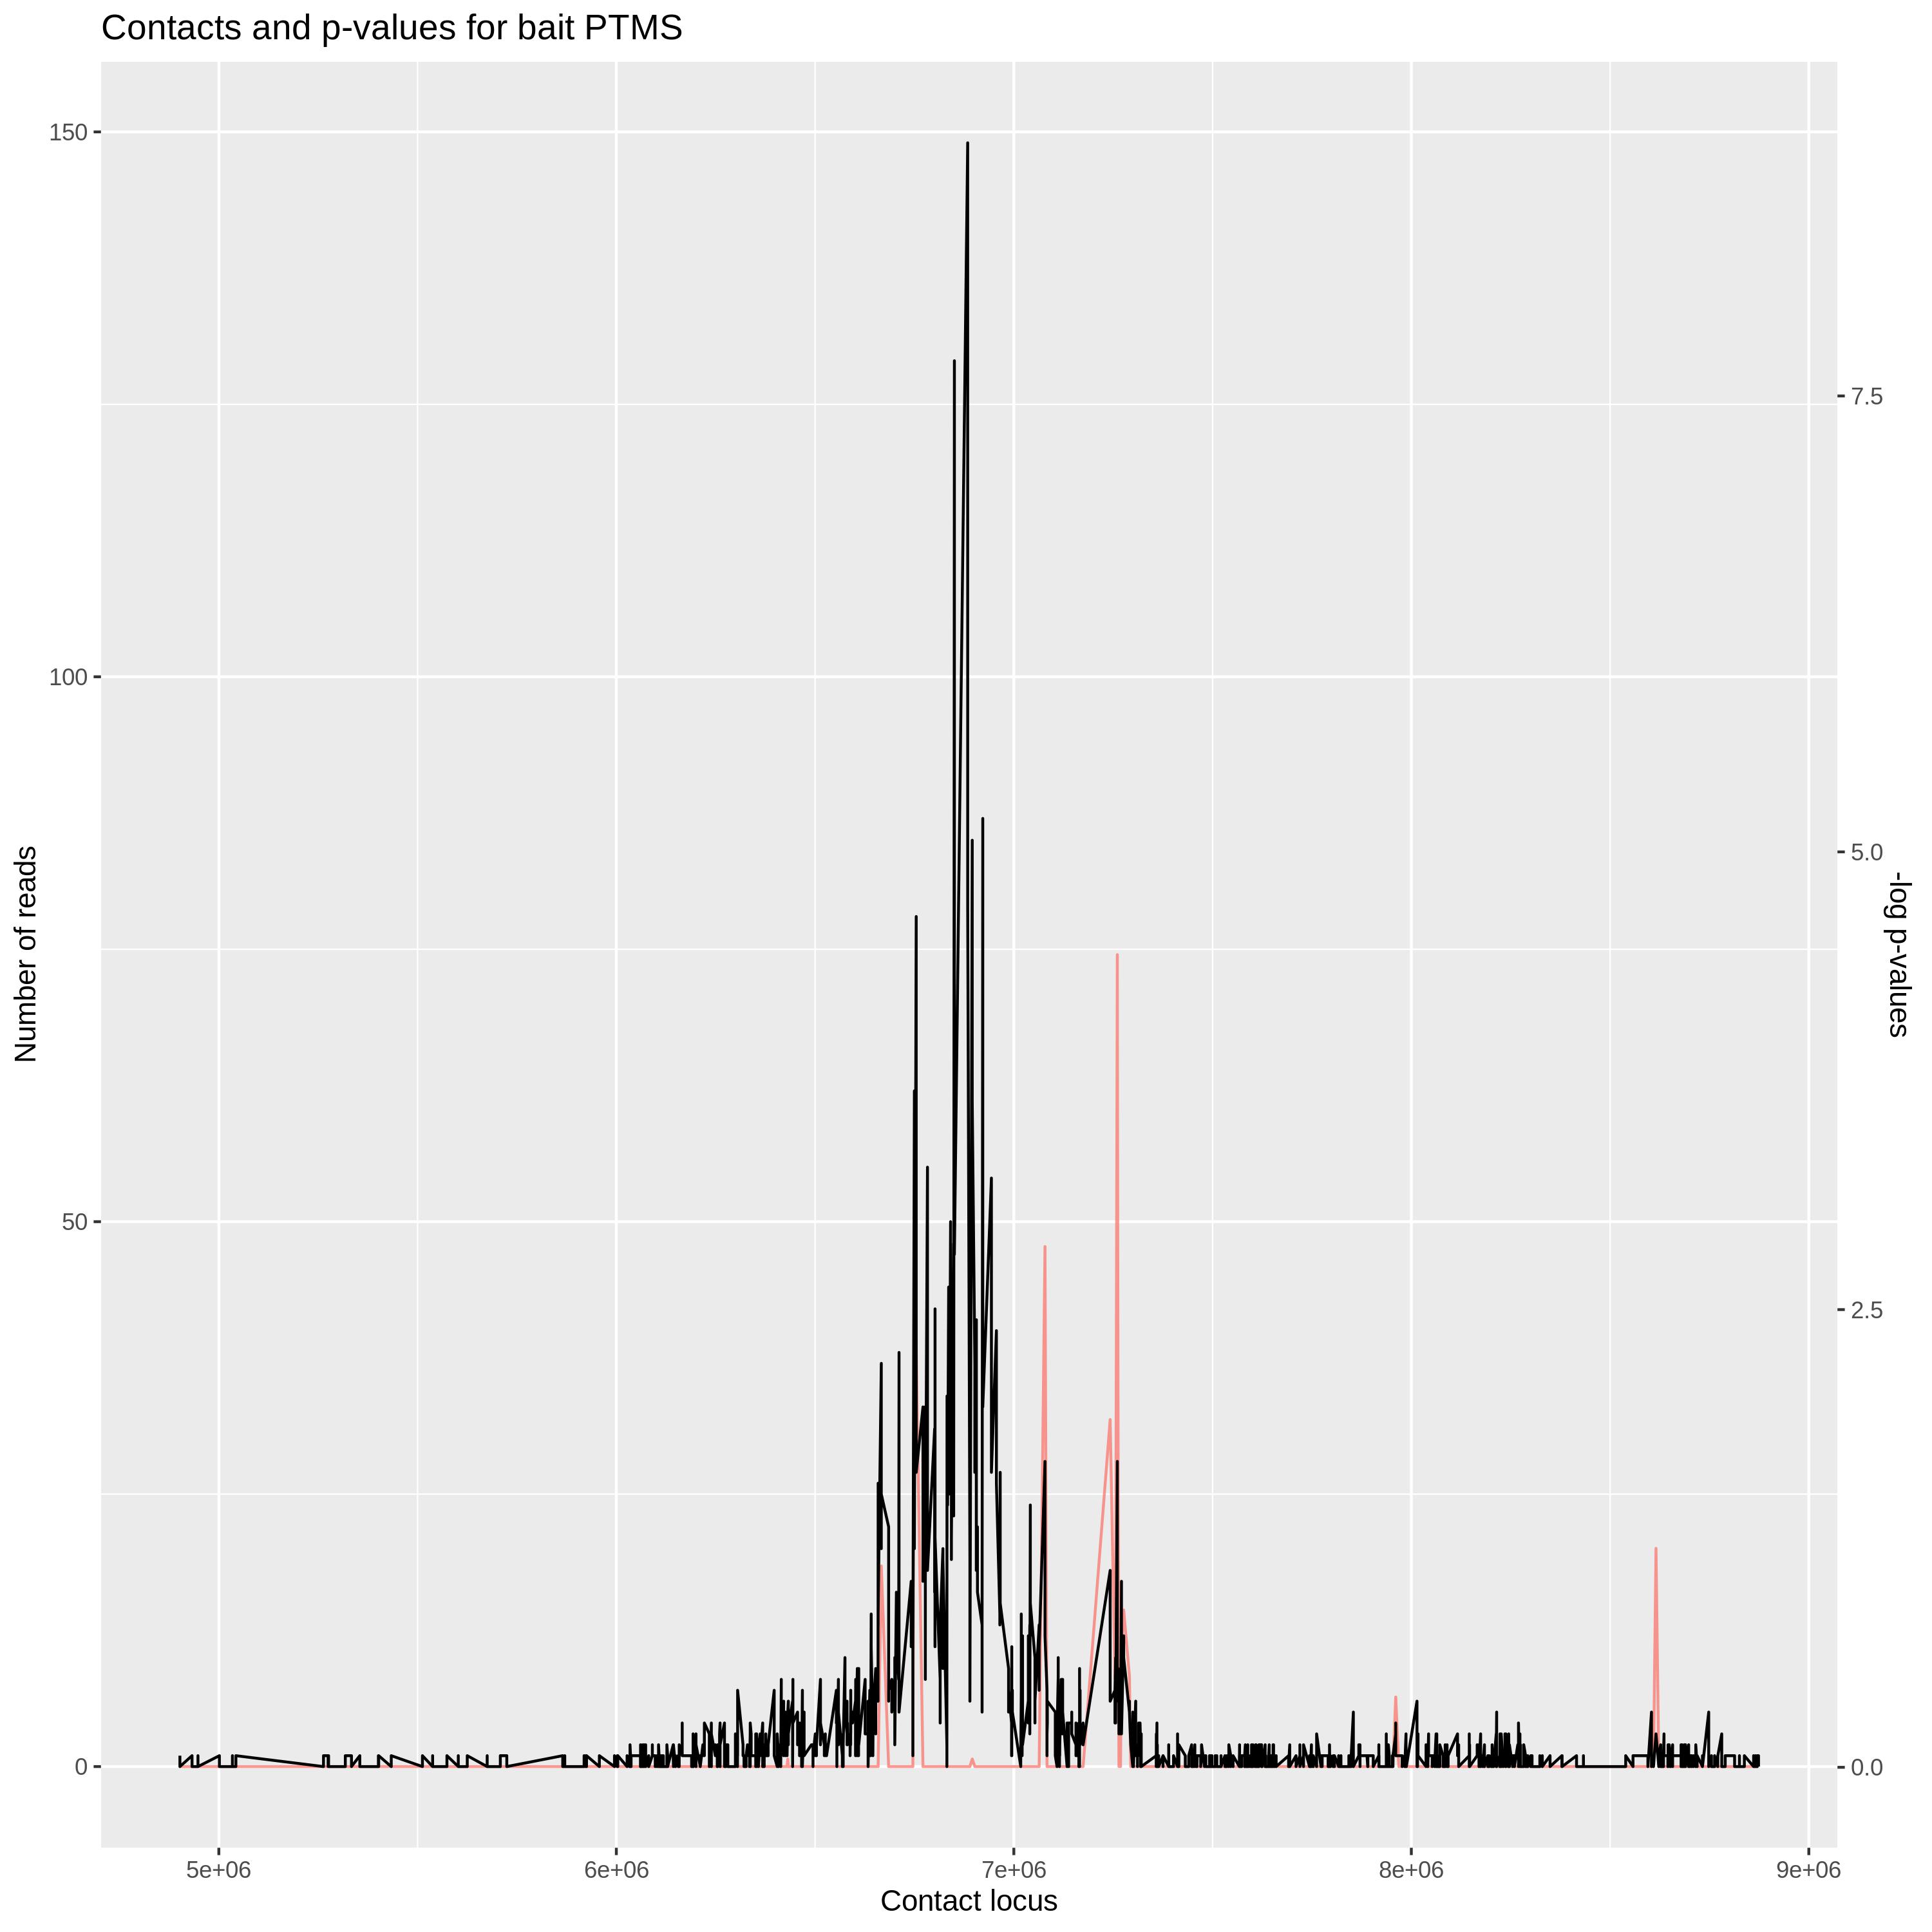 Contacts and p-values for bait PTMS
150
100
50
0
Number of reads
7.5
5.0
2.5
0.0
-log p-values
5e+06
6e+06
7e+06
8e+06
9e+06
Contact locus